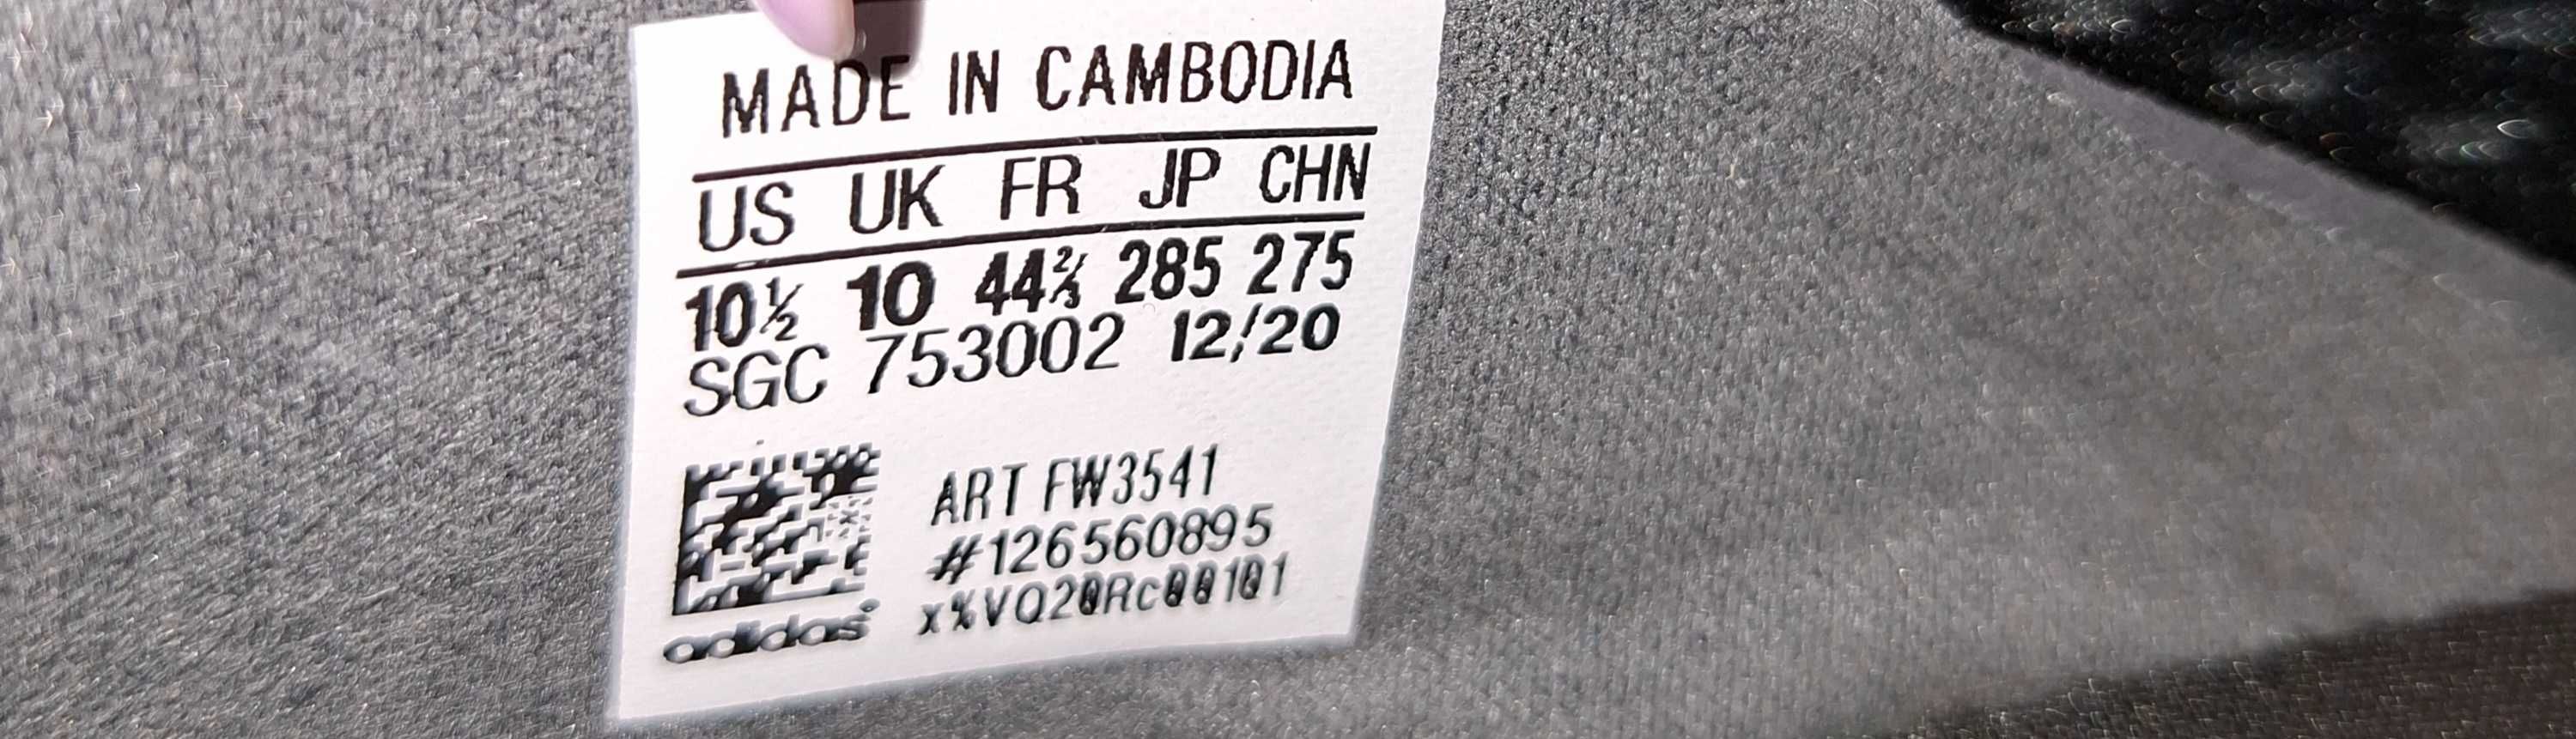 MADE IN CAMBODIA
US UK FR JP CHN
10½ 10 44⅔ 285 275
SGC 753002 12/20
ART FW3541
#126560895
x%VQ20Rc00101
adidas